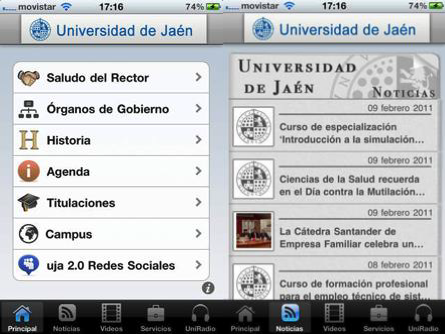 movistar 17:16 74%
Universidad de Jaén
Saludo del Rector
Órganos de Gobierno
H Historia
i Agenda
Titulaciones
Campus
uja 2.0 Redes Sociales
i
Principal Noticias Videos Servicios UniRadio
movistar 17:16 74%
Universidad de Jaén
UNIVERSIDAD
DE JAÉN
NOTICIAS
09 febrero 2011
Curso de especialización
'Introducción a la simulación...
09 febrero 2011
Ciencias de la Salud recuerda
en el Día contra la Mutilación...
09 febrero 2011
La Cátedra Santander de
Empresa Familiar celebra un...
08 febrero 2011
Curso de formación profesional
para el empleo técnico de sist...
Principal Noticias Videos Servicios UniRadio